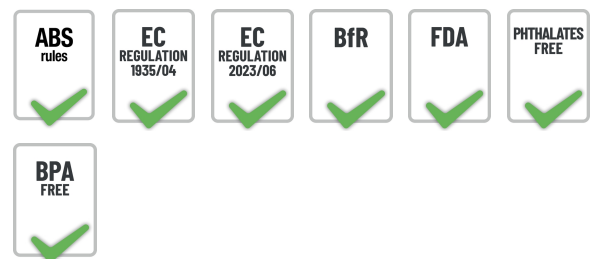 ABS
rules
EC
REGULATION
1935/04
EC
REGULATION
2023/06
BfR
FDA
PHTHALATES
FREE
BPA
FREE